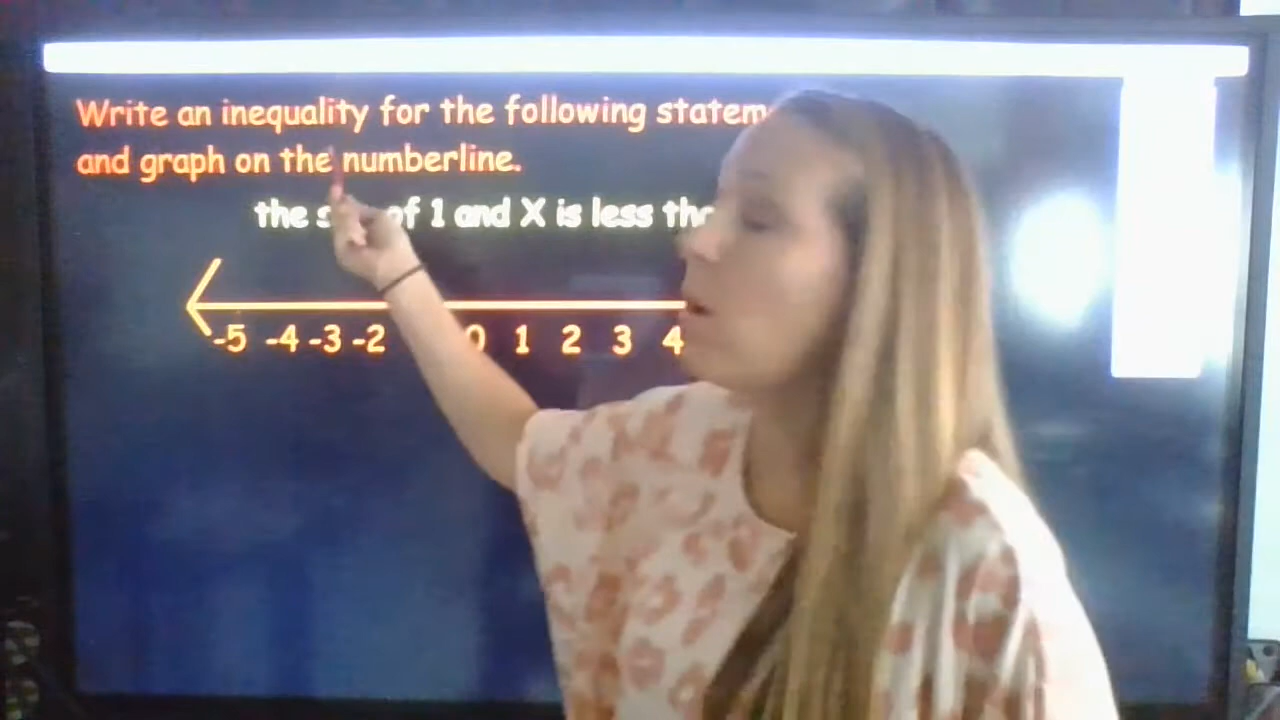 Write an inequality for the following statem
and graph on the numberline.
the s of 1 and X is less tha
-5 -4 -3 -2 0 1 2 3 4